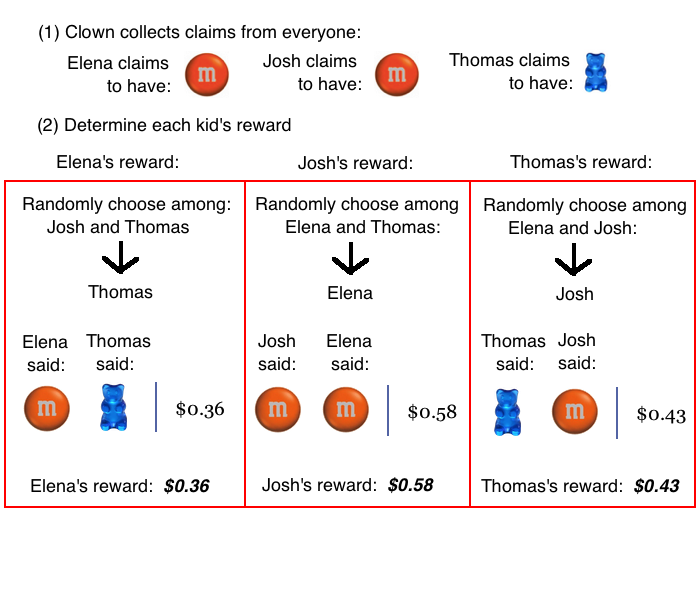 (1) Clown collects claims from everyone:
Elena claims
to have:
m
Josh claims
to have:
m
Thomas claims
to have:
(2) Determine each kid's reward
Elena's reward:
Josh's reward:
Thomas's reward:
Randomly choose among:
Josh and Thomas
Thomas
Elena
said:
Thomas
said:
m
$0.36
Elena's reward: $0.36
Randomly choose among
Elena and Thomas:
Elena
Josh
said:
Elena
said:
m
m
$0.58
Josh's reward: $0.58
Randomly choose among
Elena and Josh:
Josh
Thomas
said:
Josh
said:
m
$0.43
Thomas's reward: $0.43